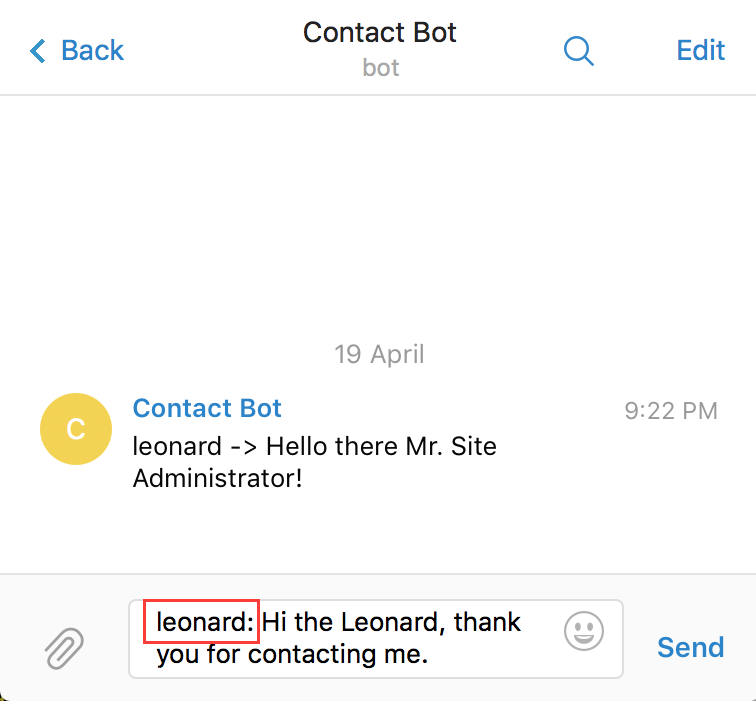 Back
Contact Bot
bot
Edit
19 April
C
Contact Bot
9:22 PM
leonard -> Hello there Mr. Site
Administrator!
leonard: Hi the Leonard, thank
you for contacting me.
Send